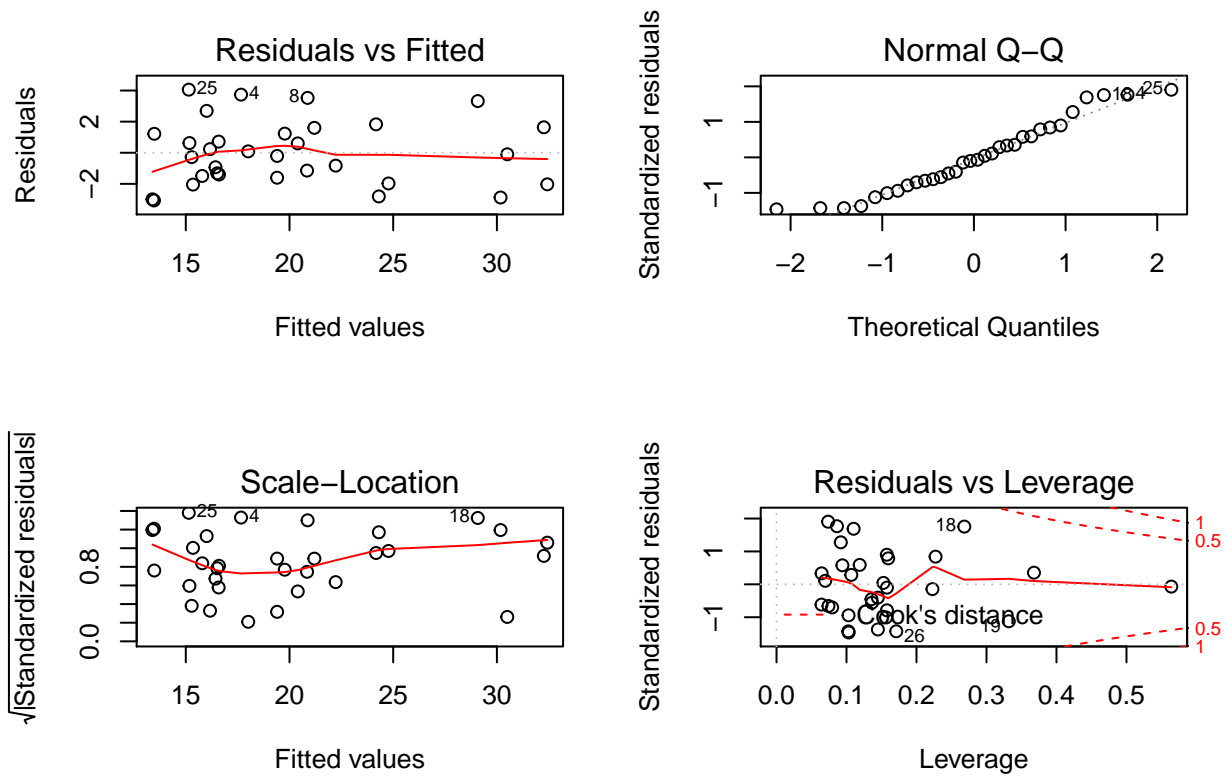 Residuals vs Fitted
Residuals
2
−2
25
4
8
15 20 25 30
Fitted values
Normal Q−Q
Standardized residuals
1
−1
18
4
25
−2 −1 0 1 2
Theoretical Quantiles
Scale−Location
√|Standardized residuals|
0.8
0.0
25
4
18
15 20 25 30
Fitted values
Residuals vs Leverage
Standardized residuals
1
−1
18
26
19
Cook's distance
1
0.5
0.5
1
0.0 0.1 0.2 0.3 0.4 0.5
Leverage